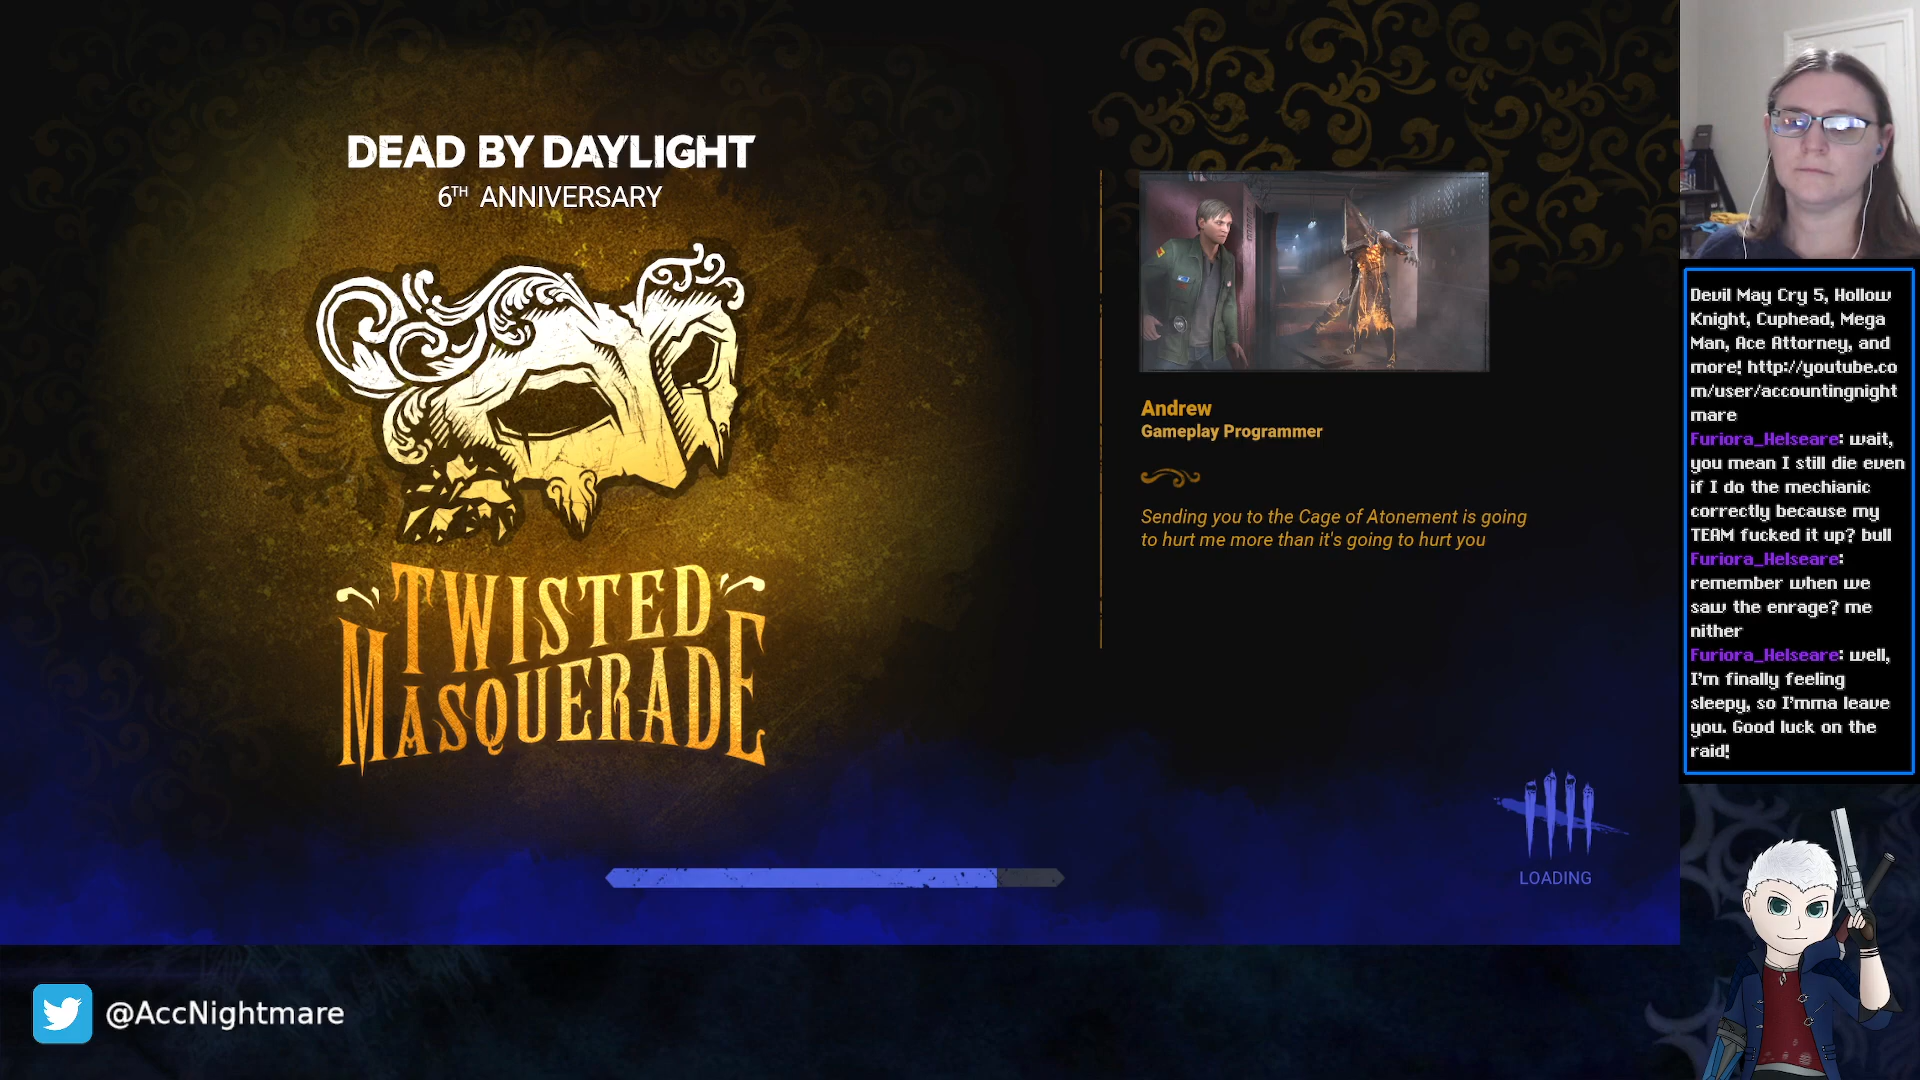 DEAD BY DAYLIGHT
6TH ANNIVERSARY
TWISTED
MASQUERADE
Andrew
Gameplay Programmer
Sending you to the Cage of Atonement is going
to hurt me more than it's going to hurt you
LOADING
@AccNightmare
Devil May Cry 5, Hollow
Knight, Cuphead, Mega
Man, Ace Attorney, and
more! http://youtube.co
m/user/accountingnight
mare
Furiora_Helseare: wait,
you mean I still die even
if I do the mechianic
correctly because my
TEAM fucked it up? bull
Furiora_Helseare:
remember when we
saw the enrage? me
nither
Furiora_Helseare: well,
I'm finally feeling
sleepy, so I'mma leave
you. Good luck on the
raid!